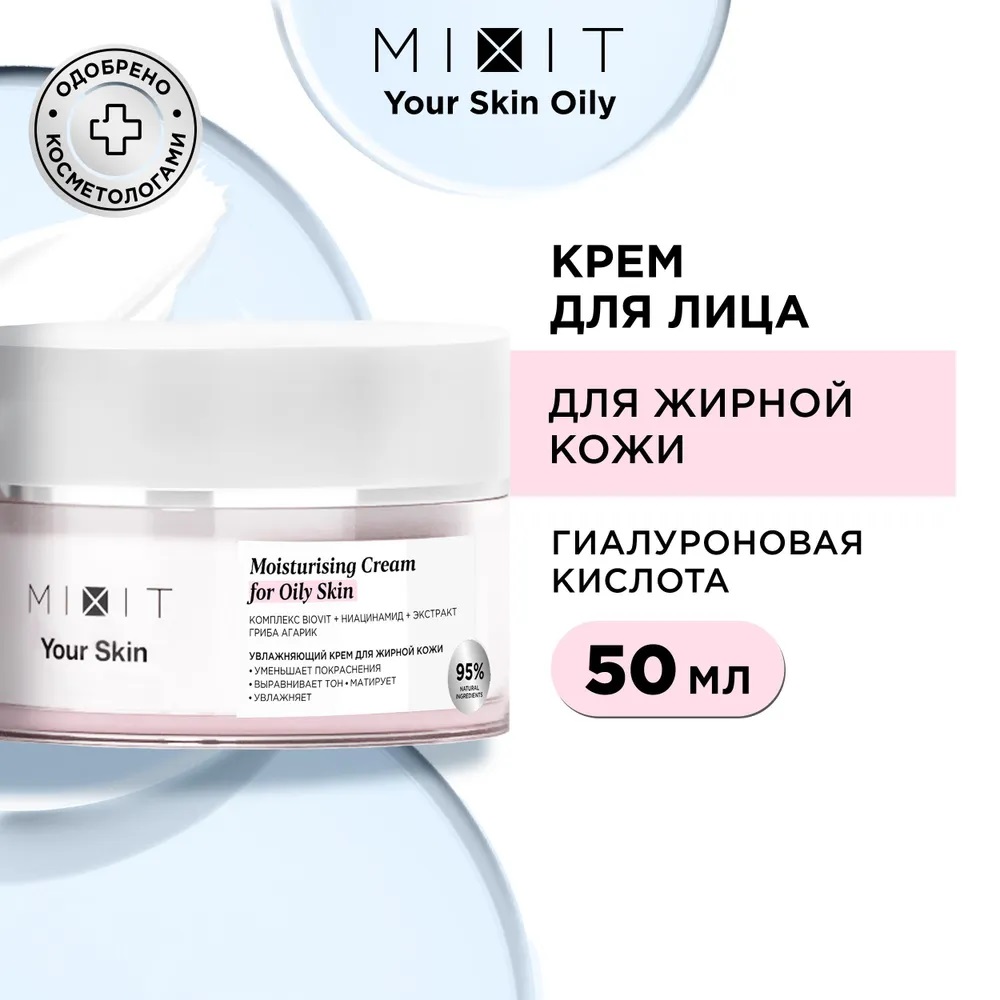 MIXIT
Your Skin Oily
ОДОБРЕНО
КОСМЕТОЛОГАМИ
КРЕМ
ДЛЯ ЛИЦА
ДЛЯ ЖИРНОЙ
КОЖИ
ГИАЛУРОНОВАЯ
КИСЛОТА
50 мл
MIXIT
Your Skin
Moisturising Cream
for Oily Skin
КОМПЛЕКС BIOVIT + НИАЦИНАМИД + ЭКСТРАКТ
ГРИБА АГАРИК
УВЛАЖНЯЮЩИЙ КРЕМ ДЛЯ ЖИРНОЙ КОЖИ
• УМЕНЬШАЕТ ПОКРАСНЕНИЯ
• ВЫРАВНИВАЕТ ТОН • МАТИРУЕТ
• УВЛАЖНЯЕТ
95%
NATURAL
INGREDIENTS